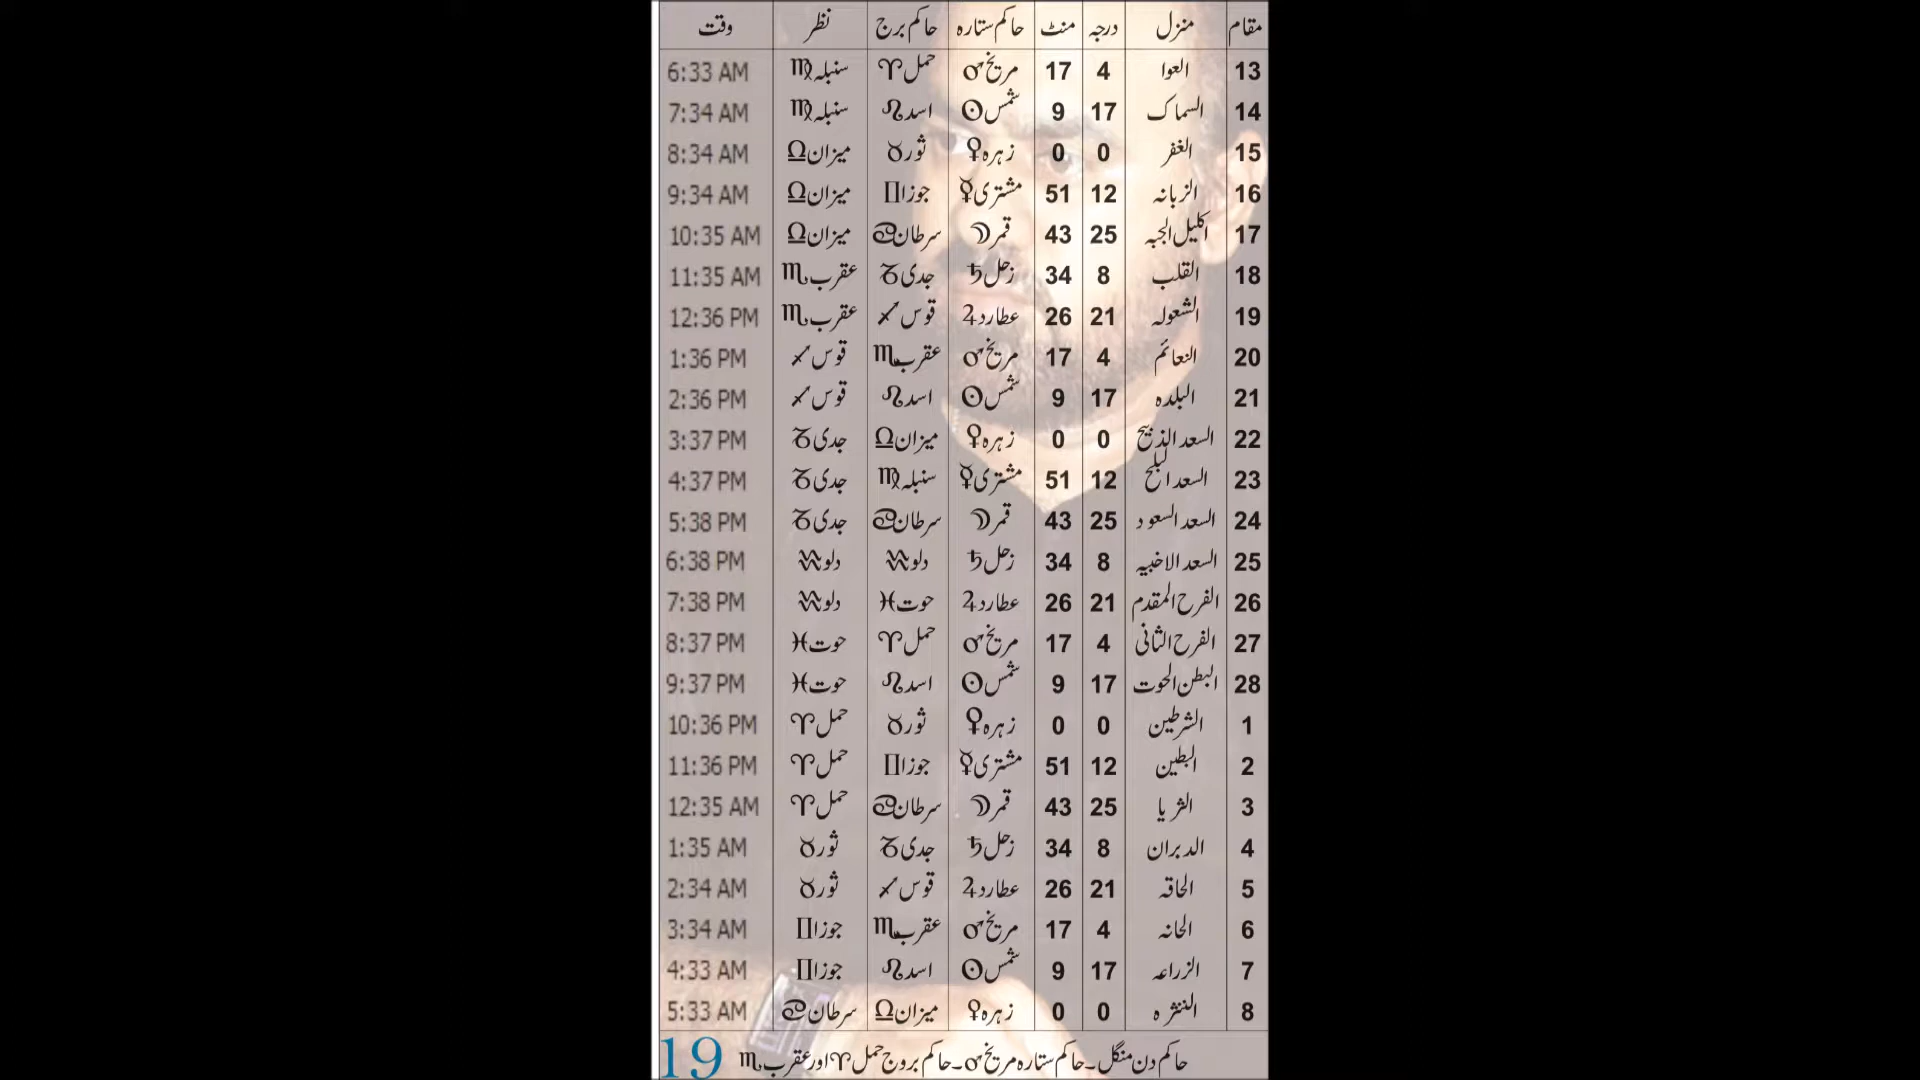 مقام منزل درجہ منٹ حاکم ستارہ حاکم برج نظر وقت
13 العوا 4 17 مریخ♂ حمل♈ سنبلہ♍ 6:33 AM
14 السماک 17 9 شمس☉ اسد♌ سنبلہ♍ 7:34 AM
15 الغفر 0 0 زہرہ♀ ثور♉ میزان♎ 8:34 AM
16 الزبانہ 12 51 مشتری☿ جوزا♊ میزان♎ 9:34 AM
17 اکلیل الجبہ 25 43 قمر☽ سرطان♋ میزان♎ 10:35 AM
18 القلب 8 34 زحل♄ جدی♑ عقرب♏ 11:35 AM
19 الشعولہ 21 26 عطارد♃ قوس♐ عقرب♏ 12:36 PM
20 النعائم 4 17 مریخ♂ عقرب♏ قوس♐ 1:36 PM
21 البلدہ 17 9 شمس☉ اسد♌ قوس♐ 2:36 PM
22 السعد الذبیح 0 0 زہرہ♀ میزان♎ جدی♑ 3:37 PM
23 السعد البلح 12 51 مشتری☿ سنبلہ♍ جدی♑ 4:37 PM
24 السعد السعود 25 43 قمر☽ سرطان♋ جدی♑ 5:38 PM
25 السعد الاخبیہ 8 34 زحل♄ دلو♒ دلو♒ 6:38 PM
26 الفرح المقدم 21 26 عطارد♃ حوت♓ دلو♒ 7:38 PM
27 الفرح الثانی 4 17 مریخ♂ حمل♈ حوت♓ 8:37 PM
28 البطن الحوت 17 9 شمس☉ اسد♌ حوت♓ 9:37 PM
1 الشرطین 0 0 زہرہ♀ ثور♉ حمل♈ 10:36 PM
2 البطین 12 51 مشتری☿ جوزا♊ حمل♈ 11:36 PM
3 الثریا 25 43 قمر☽ سرطان♋ حمل♈ 12:35 AM
4 الدبران 8 34 زحل♄ جدی♑ ثور♉ 1:35 AM
5 الحاقہ 21 26 عطارد♃ قوس♐ ثور♉ 2:34 AM
6 الحانہ 4 17 مریخ♂ عقرب♏ جوزا♊ 3:34 AM
7 الزراعہ 17 9 شمس☉ اسد♌ جوزا♊ 4:33 AM
8 النثرہ 0 0 زہرہ♀ میزان♎ سرطان♋ 5:33 AM
حاکم دن منگل۔حاکم ستارہ مریخ♂۔حاکم بروج حمل♈اور عقرب♏ 19